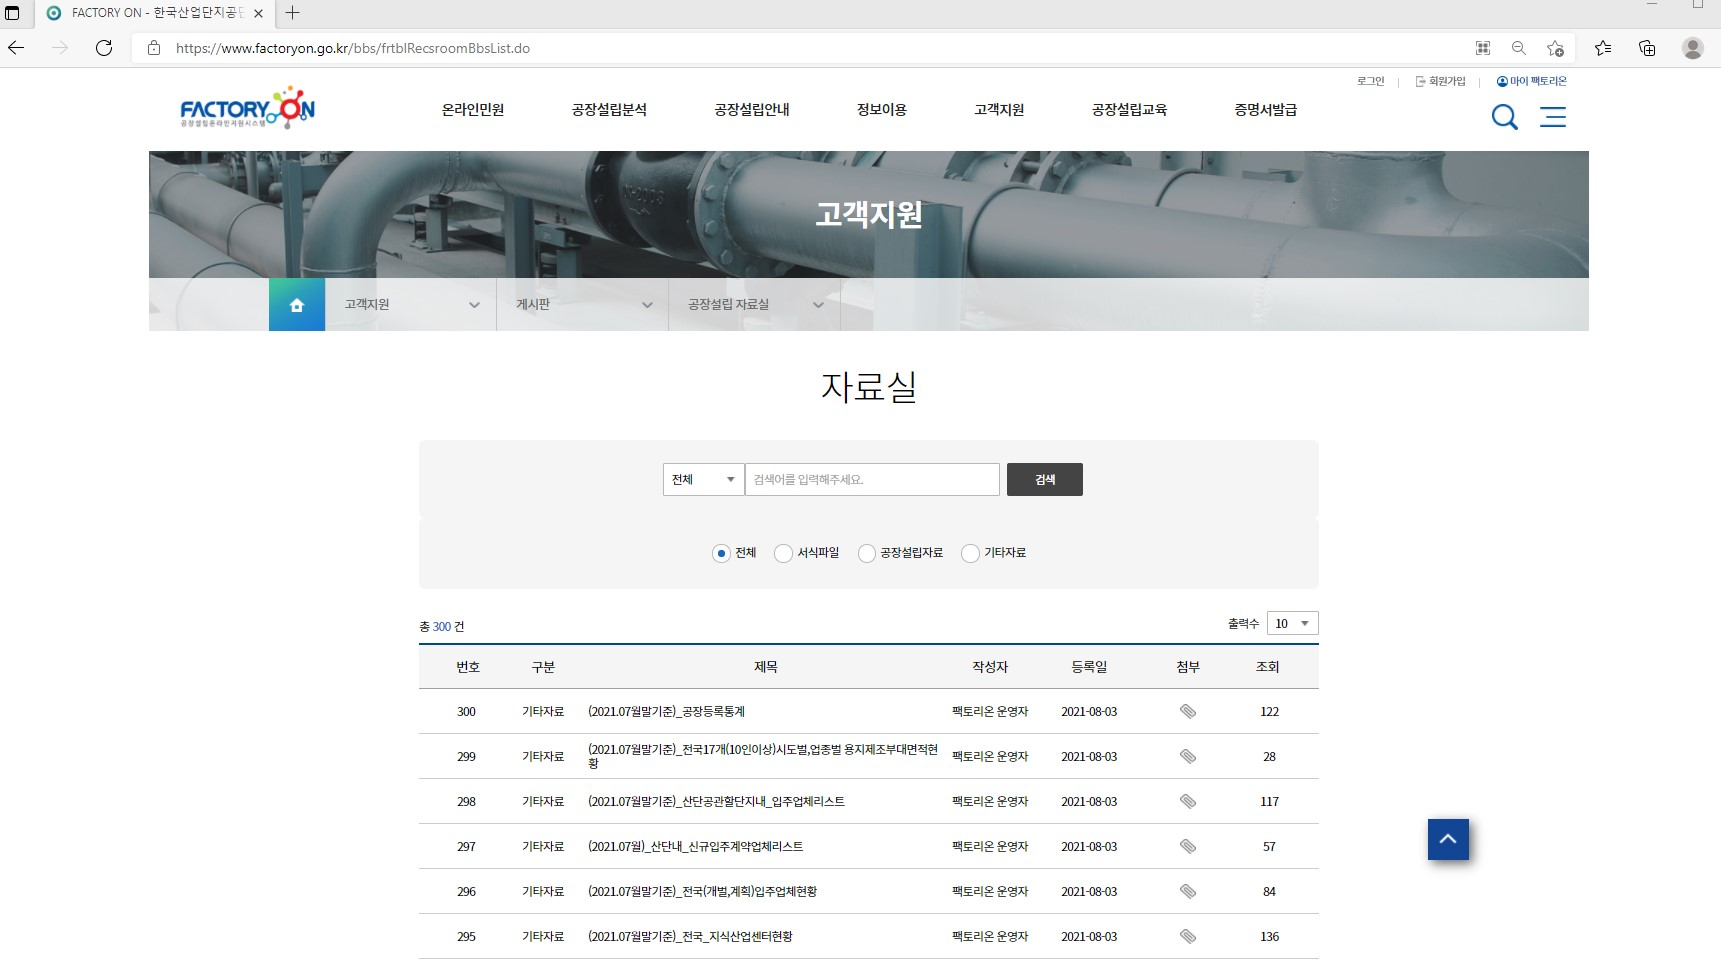 FACTORY ON - 한국산업단지공단
https://www.factoryon.go.kr/bbs/frtblRecsroomBbsList.do
로그인 회원가입 마이 팩토리온
FACTORY ON
공장설립온라인지원시스템
온라인민원 공장설립분석 공장설립안내 정보이용 고객지원 공장설립교육 증명서발급
고객지원
고객지원 게시판 공장설립 자료실
자료실
전체 검색어를 입력해주세요. 검색
전체 서식파일 공장설립자료 기타자료
총 300 건 출력수 10
번호 구분 제목 작성자 등록일 첨부 조회
300 기타자료 (2021.07월말기준)_공장등록통계 팩토리온 운영자 2021-08-03 122
299 기타자료 (2021.07월말기준)_전국17개(10인이상)시도별,업종별 용지제조부대면적현
황 팩토리온 운영자 2021-08-03 28
298 기타자료 (2021.07월말기준)_산단공관할단지내_입주업체리스트 팩토리온 운영자 2021-08-03 117
297 기타자료 (2021.07월)_산단내_신규입주계약업체리스트 팩토리온 운영자 2021-08-03 57
296 기타자료 (2021.07월말기준)_전국(개별,계획)입주업체현황 팩토리온 운영자 2021-08-03 84
295 기타자료 (2021.07월말기준)_전국_지식산업센터현황 팩토리온 운영자 2021-08-03 136